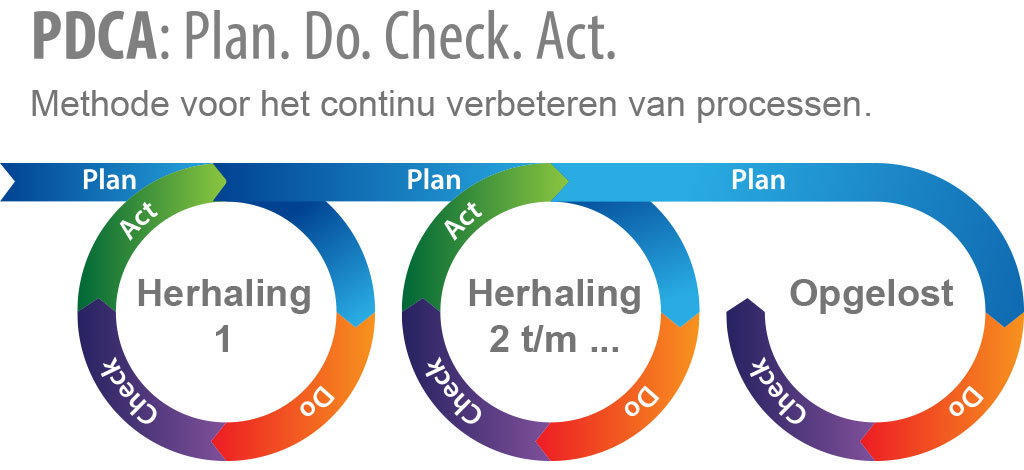 PDCA: Plan. Do. Check. Act.
Methode voor het continu verbeteren van processen.
Plan
Plan
Plan
Act
Act
Herhaling
1
Herhaling
2 t/m ...
Opgelost
Check
Do
Check
Do
Check
Do